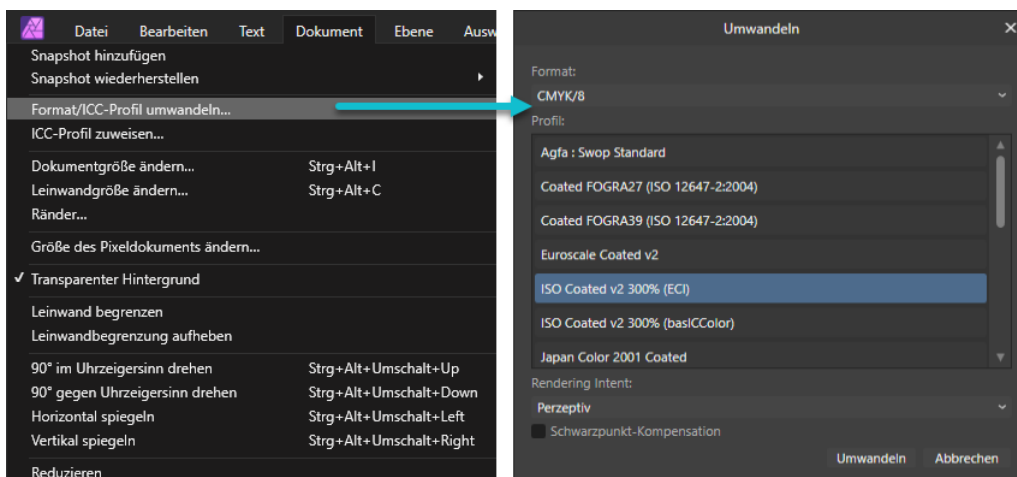 Datei Bearbeiten Text Dokument Ebene Ausw
Snapshot hinzufügen
Snapshot wiederherstellen
Format/ICC-Profil umwandeln...
ICC-Profil zuweisen...
Dokumentgröße ändern... Strg+Alt+I
Leinwandgröße ändern... Strg+Alt+C
Ränder...
Größe des Pixeldokuments ändern...
Transparenter Hintergrund
Leinwand begrenzen
Leinwandbegrenzung aufheben
90° im Uhrzeigersinn drehen Strg+Alt+Umschalt+Up
90° gegen Uhrzeigersinn drehen Strg+Alt+Umschalt+Down
Horizontal spiegeln Strg+Alt+Umschalt+Left
Vertikal spiegeln Strg+Alt+Umschalt+Right
Reduzieren
Umwandeln
Format:
CMYK/8
Profil:
Agfa : Swop Standard
Coated FOGRA27 (ISO 12647-2:2004)
Coated FOGRA39 (ISO 12647-2:2004)
Euroscale Coated v2
ISO Coated v2 300% (ECI)
ISO Coated v2 300% (basICColor)
Japan Color 2001 Coated
Rendering Intent:
Perzeptiv
Schwarzpunkt-Kompensation
Umwandeln Abbrechen